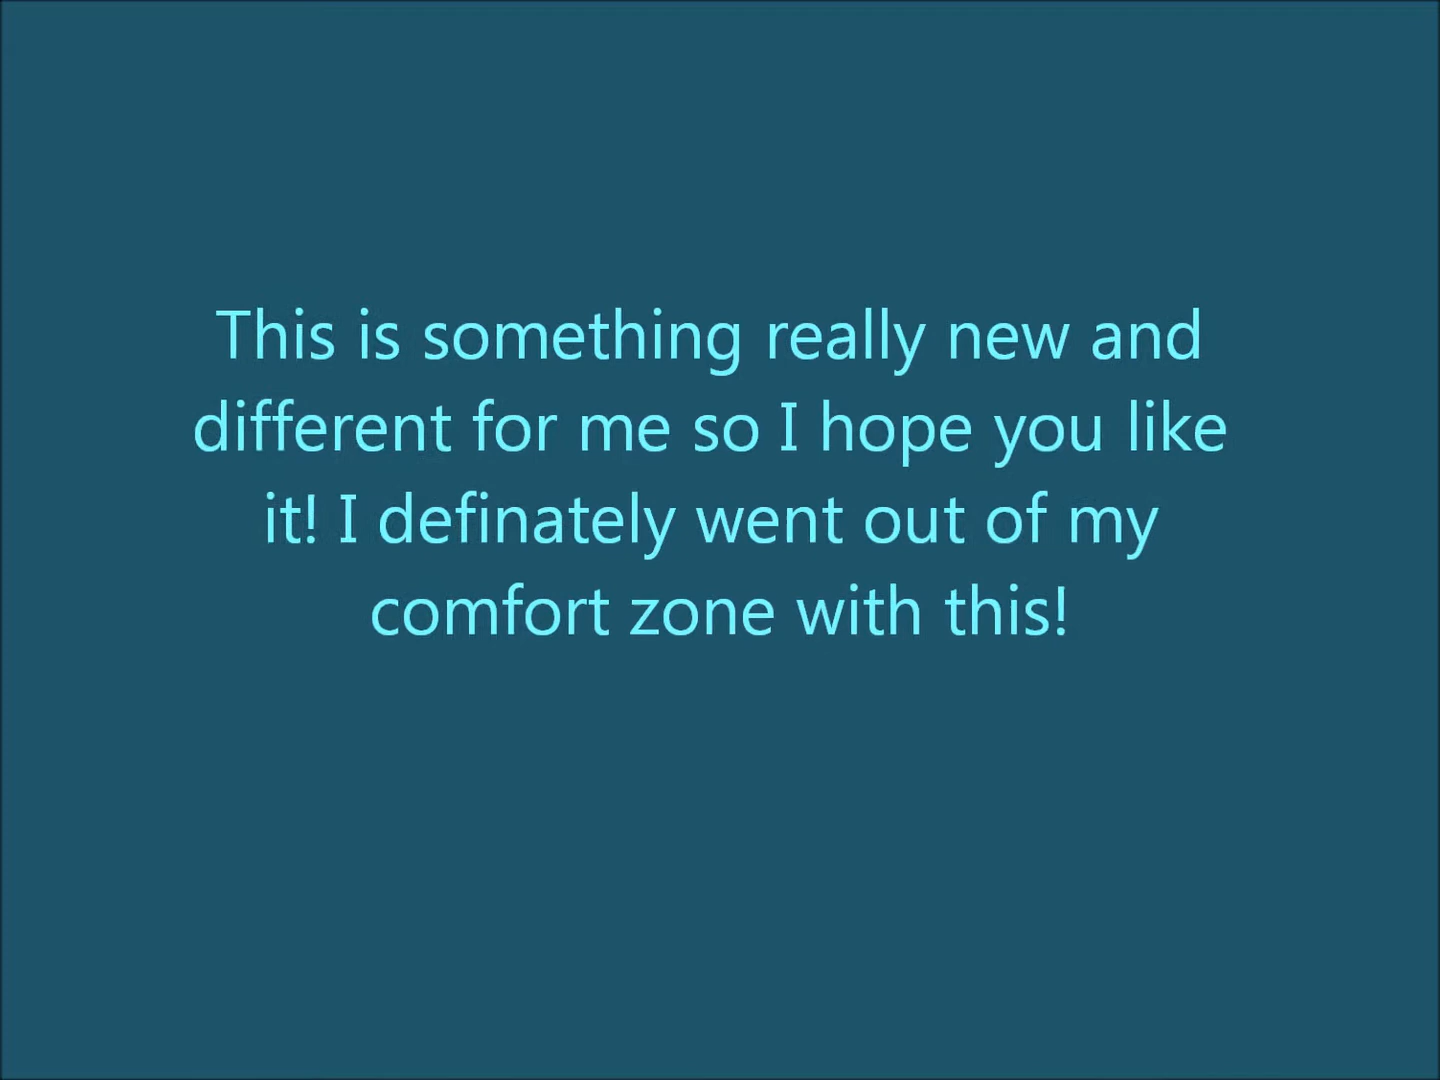 This is something really new and
different for me so I hope you like
it! I definately went out of my
comfort zone with this!